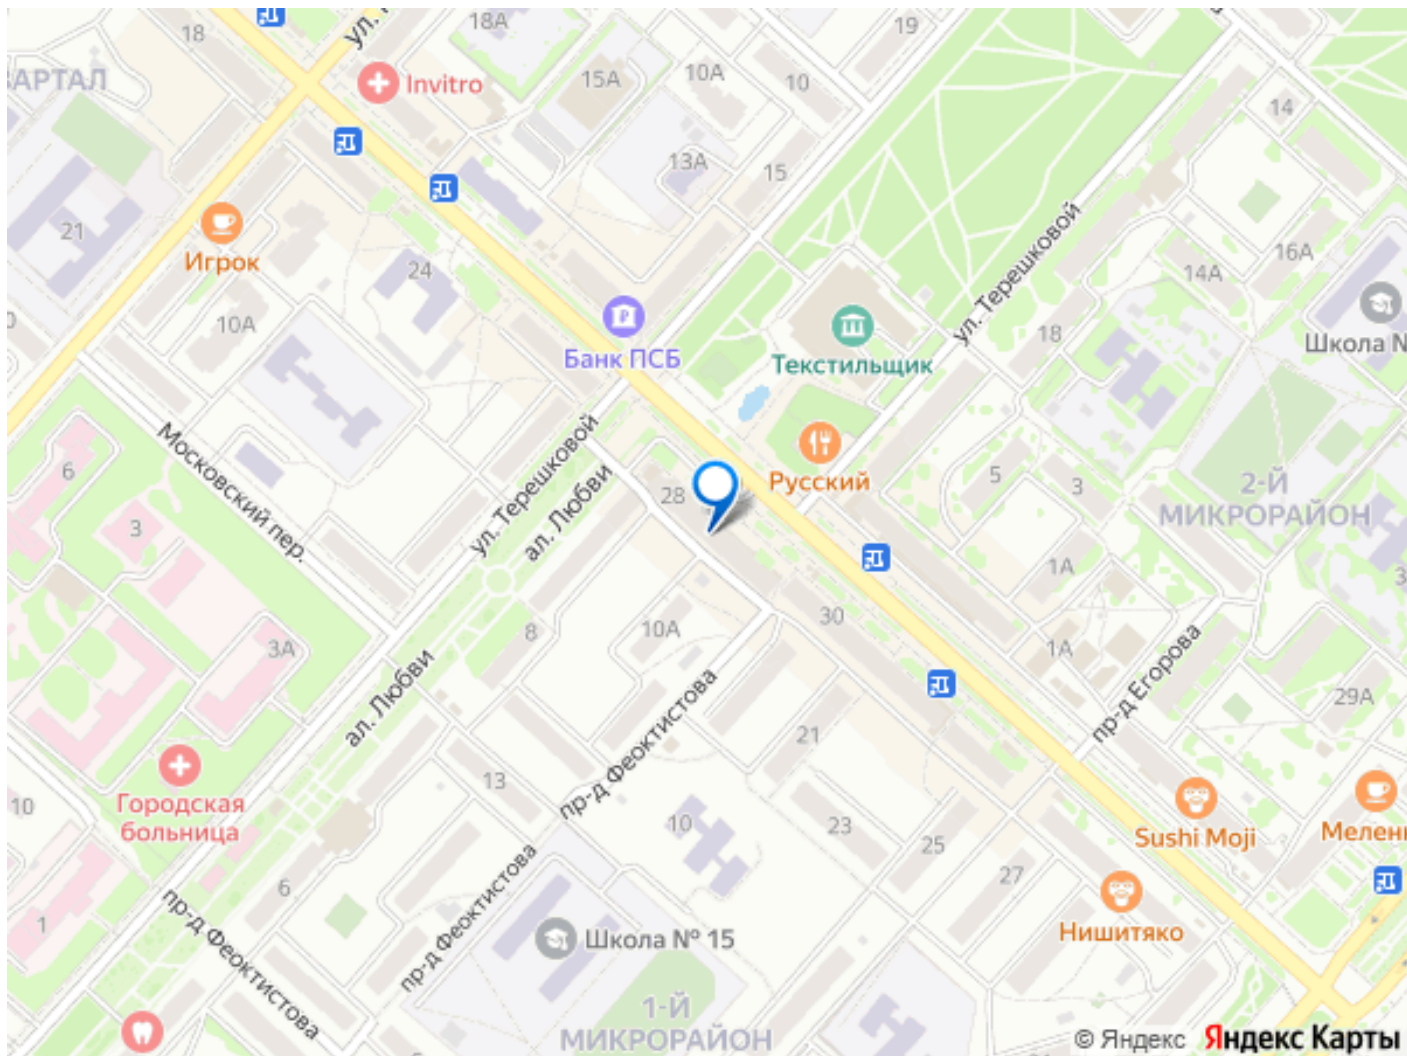 18
18А
19
ул.
Invitro
15А
10А
10
ВАРТАЛ
14
13А
15
21
Игрок
24
ул. Терешковой
16А
14А
10А
Банк ПСБ
Текстильщик
18
Школа №
Московский пер.
6
ул. Терешковой
ал. Любви
28
Русский
5
3
2-Й
МИКРОРАЙОН
3
1А
3А
8
10А
30
1А
пр-д Егорова
29А
ал. Любви
пр-д Феоктистова
21
13
10
Городская
больница
10
23
25
Sushi Moji
Мелен
27
6
пр-д Феоктистова
1
пр-д Феоктистова
Школа № 15
Нишитяко
1-Й
МИКРОРАЙОН
© Яндекс Яндекс Карты